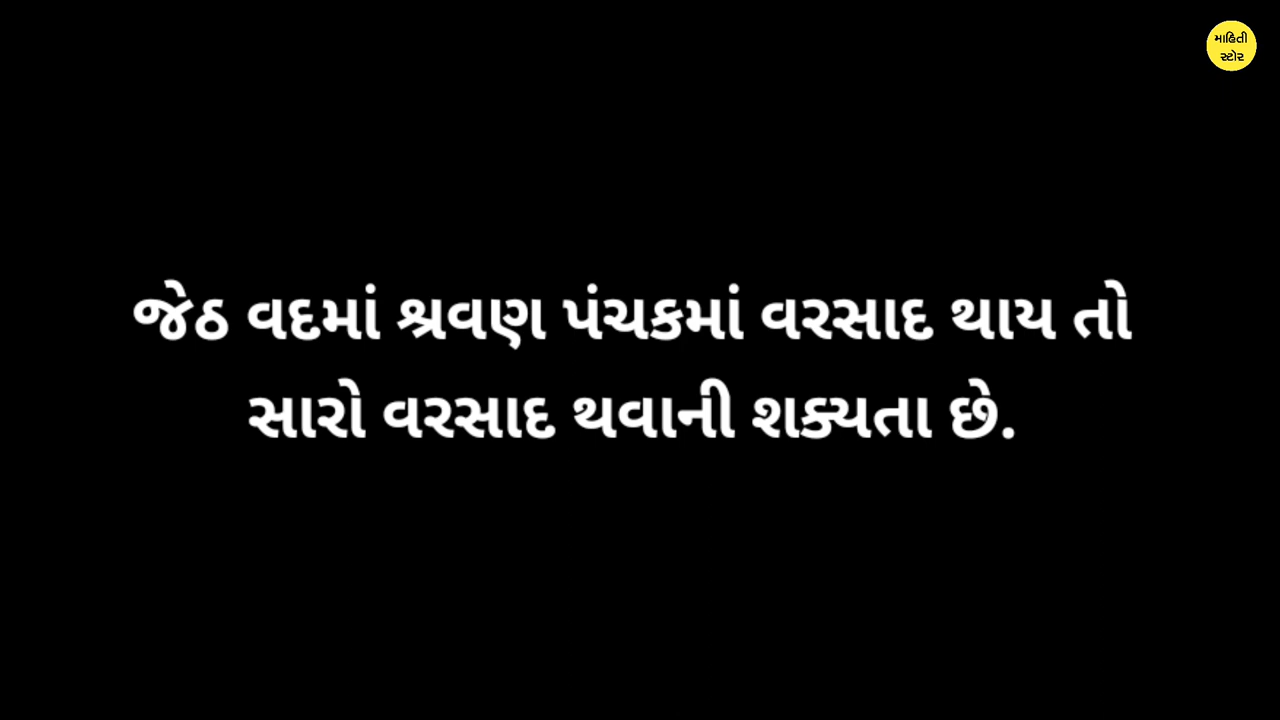 માહિતી
સ્ટોર
જેઠ વદમાં શ્રવણ પંચકમાં વરસાદ થાય તો
સારો વરસાદ થવાની શક્યતા છે.